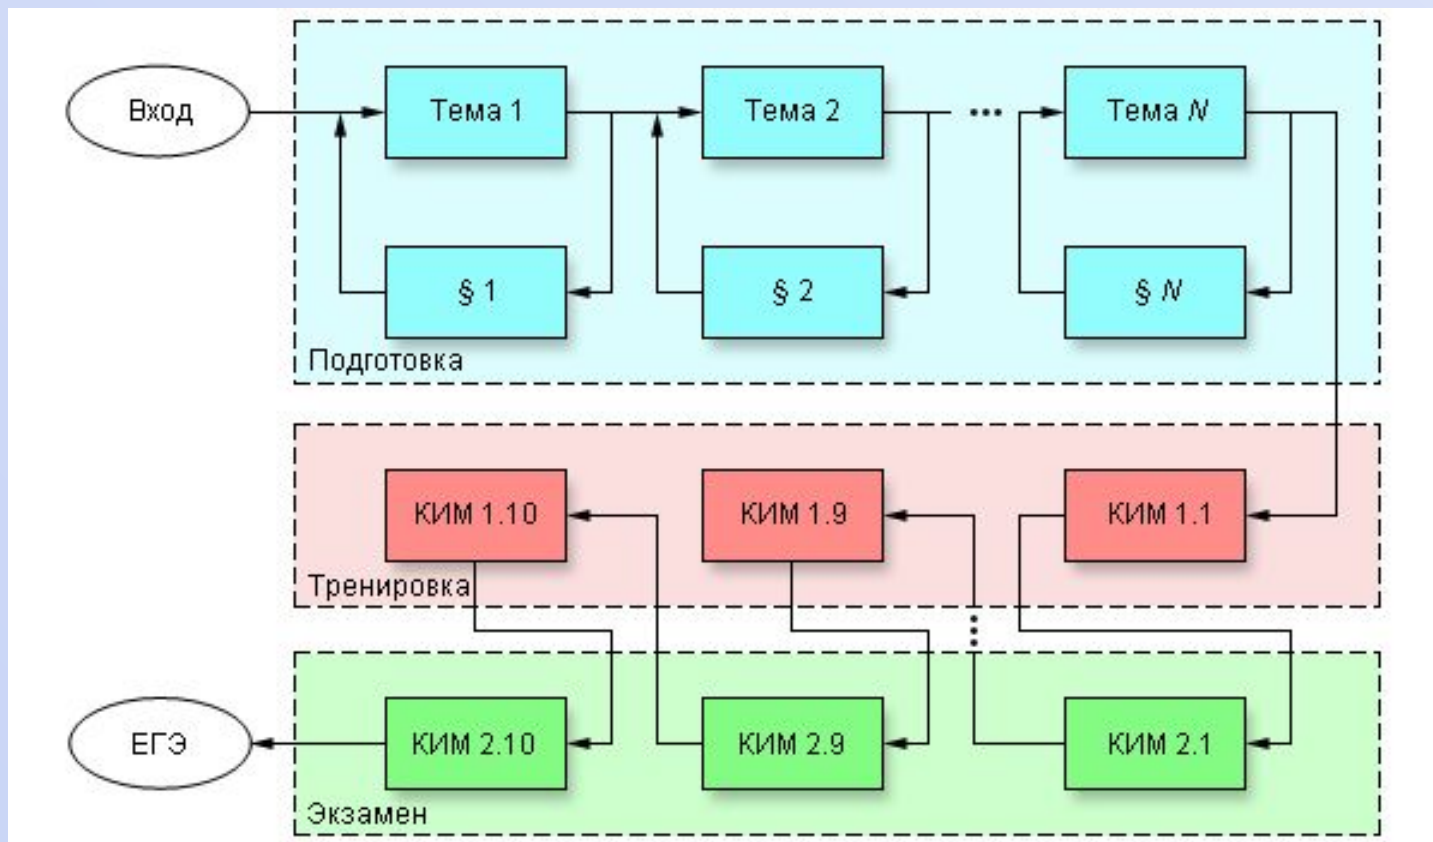 Вход
Тема 1
Тема 2
...
Тема N
§ 1
§ 2
§ N
Подготовка
КИМ 1.10
КИМ 1.9
КИМ 1.1
Тренировка
ЕГЭ
КИМ 2.10
КИМ 2.9
КИМ 2.1
Экзамен